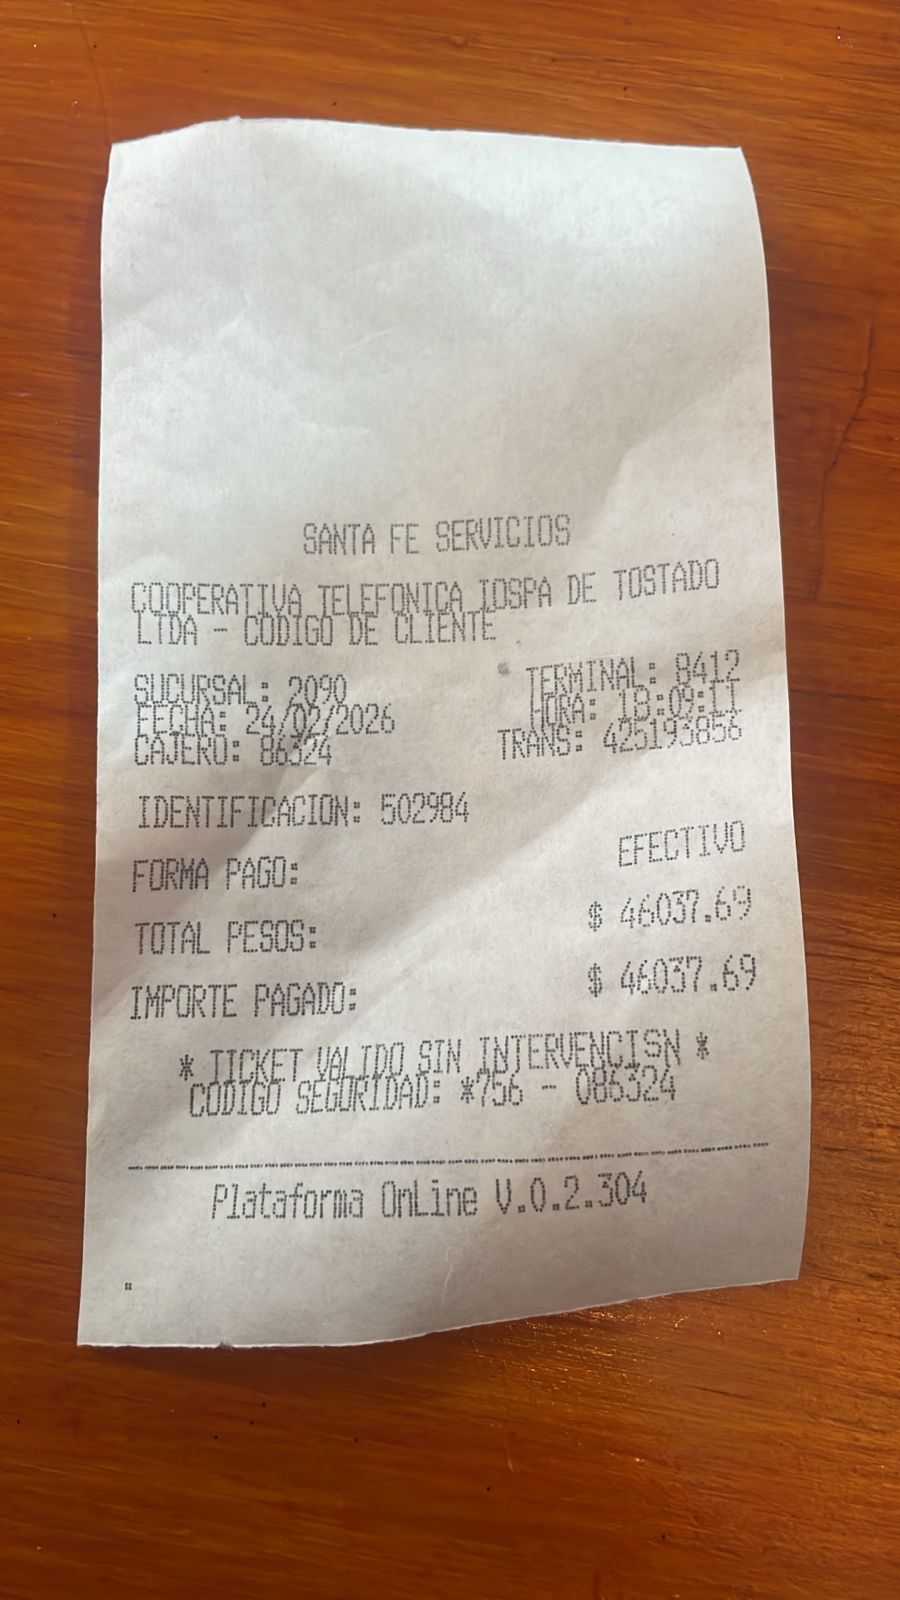 SANTA FE SERVICIOS
COOPERATIVA TELEFONICA IOSPA DE TOSTADO
LTDA - CODIGO DE CLIENTE
SUCURSAL: 2090 TERMINAL: 8412
FECHA: 24/02/2026 HORA: 18:09:11
CAJERO: 86324 TRANS: 425193856
IDENTIFICACION: 502984
FORMA PAGO: EFECTIVO
TOTAL PESOS: $ 46037.69
IMPORTE PAGADO: $ 46037.69
* TICKET VALIDO SIN INTERVENCISN *
CODIGO SEGURIDAD: *756 - 086324
Plataforma OnLine V.0.2.304